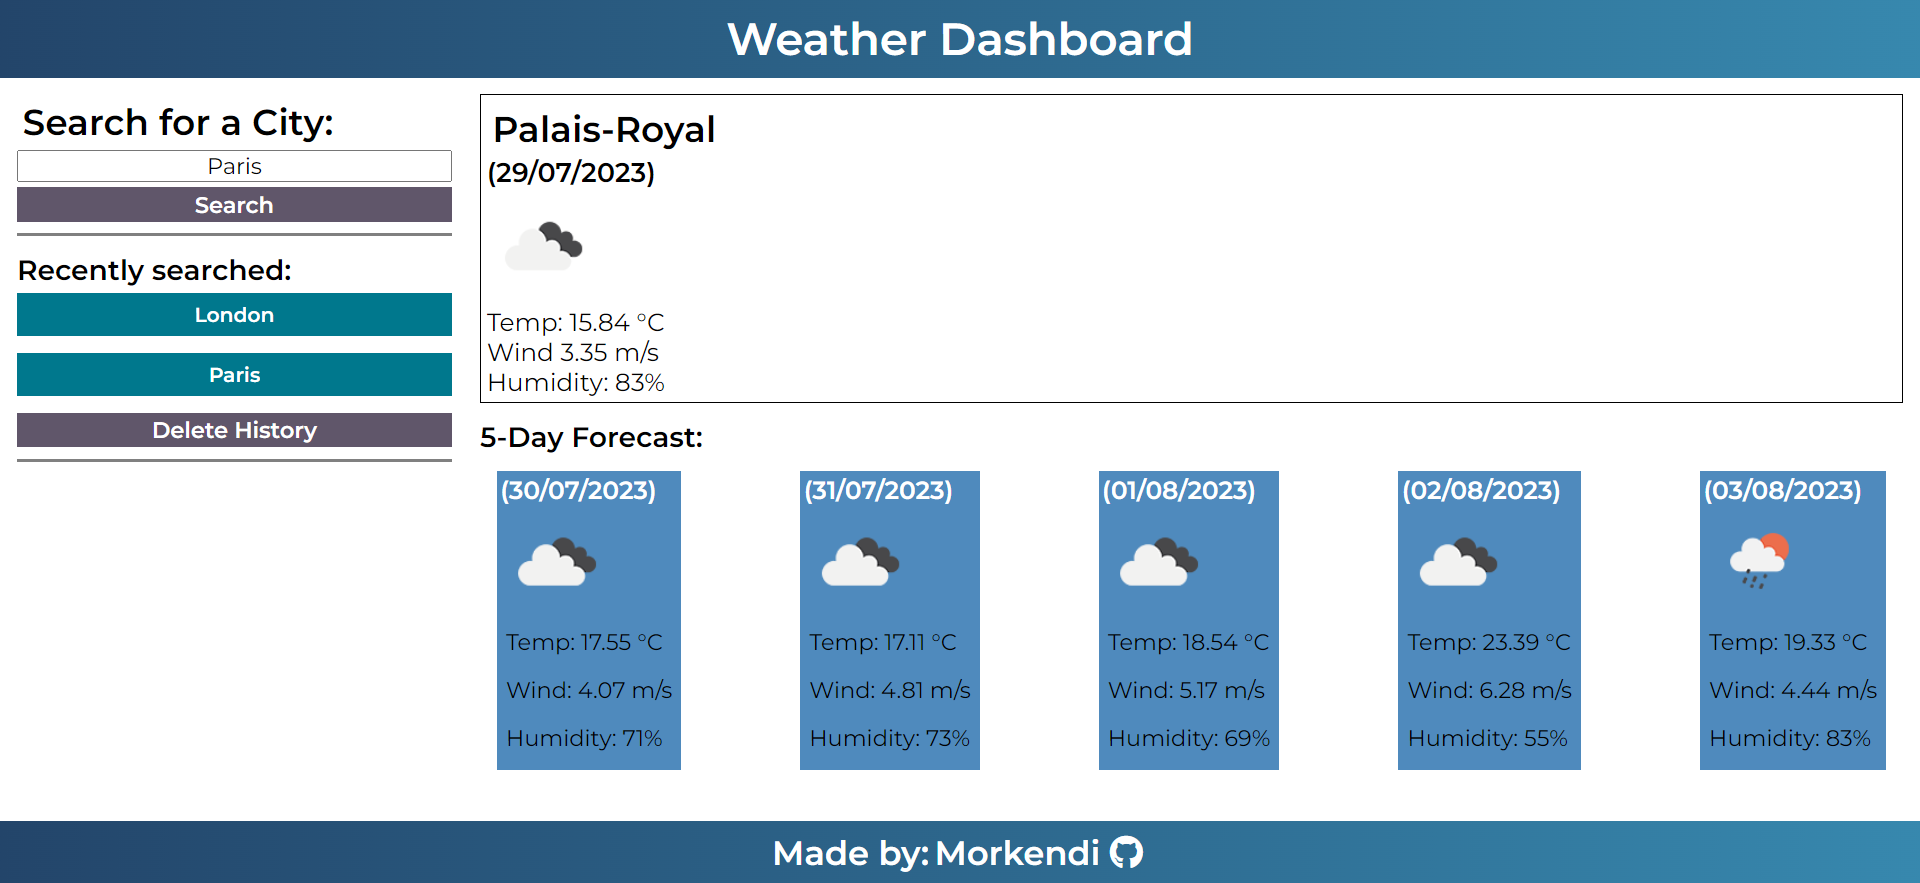 Weather Dashboard
Search for a City:
Paris
Search
Recently searched:
London
Paris
Delete History
Palais-Royal
(29/07/2023)
Temp: 15.84 °C
Wind 3.35 m/s
Humidity: 83%
5-Day Forecast:
(30/07/2023)
Temp: 17.55 °C
Wind: 4.07 m/s
Humidity: 71%
(31/07/2023)
Temp: 17.11 °C
Wind: 4.81 m/s
Humidity: 73%
(01/08/2023)
Temp: 18.54 °C
Wind: 5.17 m/s
Humidity: 69%
(02/08/2023)
Temp: 23.39 °C
Wind: 6.28 m/s
Humidity: 55%
(03/08/2023)
Temp: 19.33 °C
Wind: 4.44 m/s
Humidity: 83%
Made by: Morkendi